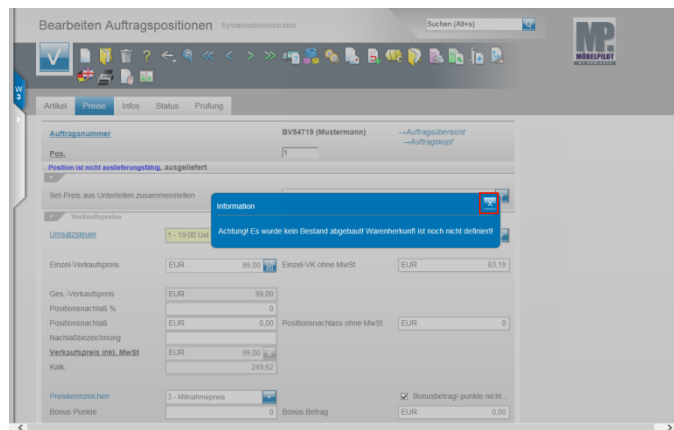 Bearbeiten Auftragspositionen Systemadministrator
Suchen (Alt+s)
MP
MÖBELPILOT
W
3
Artikel Preise Infos Status Prüfung
Auftragsnummer BV54719 (Mustermann) →Auftragsübersicht
→Auftragskopf
Pos. 1
Position ist nicht auslieferungsfähig, ausgeliefert
Set-Preis aus Unterteilen zusammenstellen
Information
Achtung! Es wurde kein Bestand abgebaut! Warenherkunft ist noch nicht definiert!
Verkaufspreise
Umsatzsteuer 1 - 19.00 Ust
Einzel-Verkaufspreis EUR 99,00 Einzel-VK ohne MwSt EUR 83,19
Ges.-Verkaufspreis EUR 99,00
Positionsnachlaß % 0
Positionsnachlaß EUR 0,00 Positionsnachlass ohne MwSt EUR 0
Nachlaßbezeichnung
Verkaufspreis inkl. MwSt EUR 99,00
Kalk. 249,62
Preiskennzeichen 3 - Mitnahmepreis Bonusbetrag/-punkte nicht...
Bonus Punkte 0 Bonus Betrag EUR 0,00